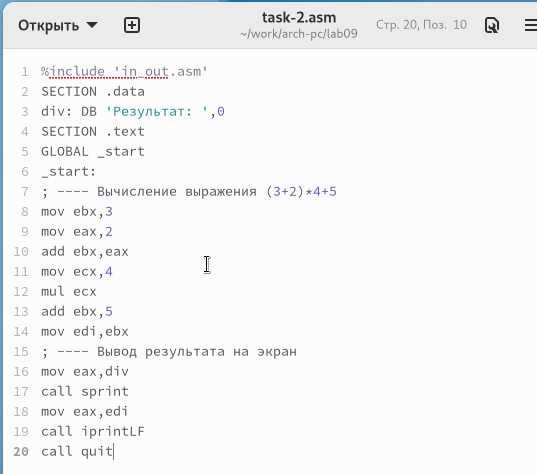 Открыть
task-2.asm
~/work/arch-pc/lab09
Стр. 20, Поз. 10
1 %include 'in_out.asm'
2 SECTION .data
3 div: DB 'Результат: ',0
4 SECTION .text
5 GLOBAL _start
6 _start:
7 ; ---- Вычисление выражения (3+2)*4+5
8 mov ebx,3
9 mov eax,2
10 add ebx,eax
11 mov ecx,4
12 mul ecx
13 add ebx,5
14 mov edi,ebx
15 ; ---- Вывод результата на экран
16 mov eax,div
17 call sprint
18 mov eax,edi
19 call iprintLF
20 call quit